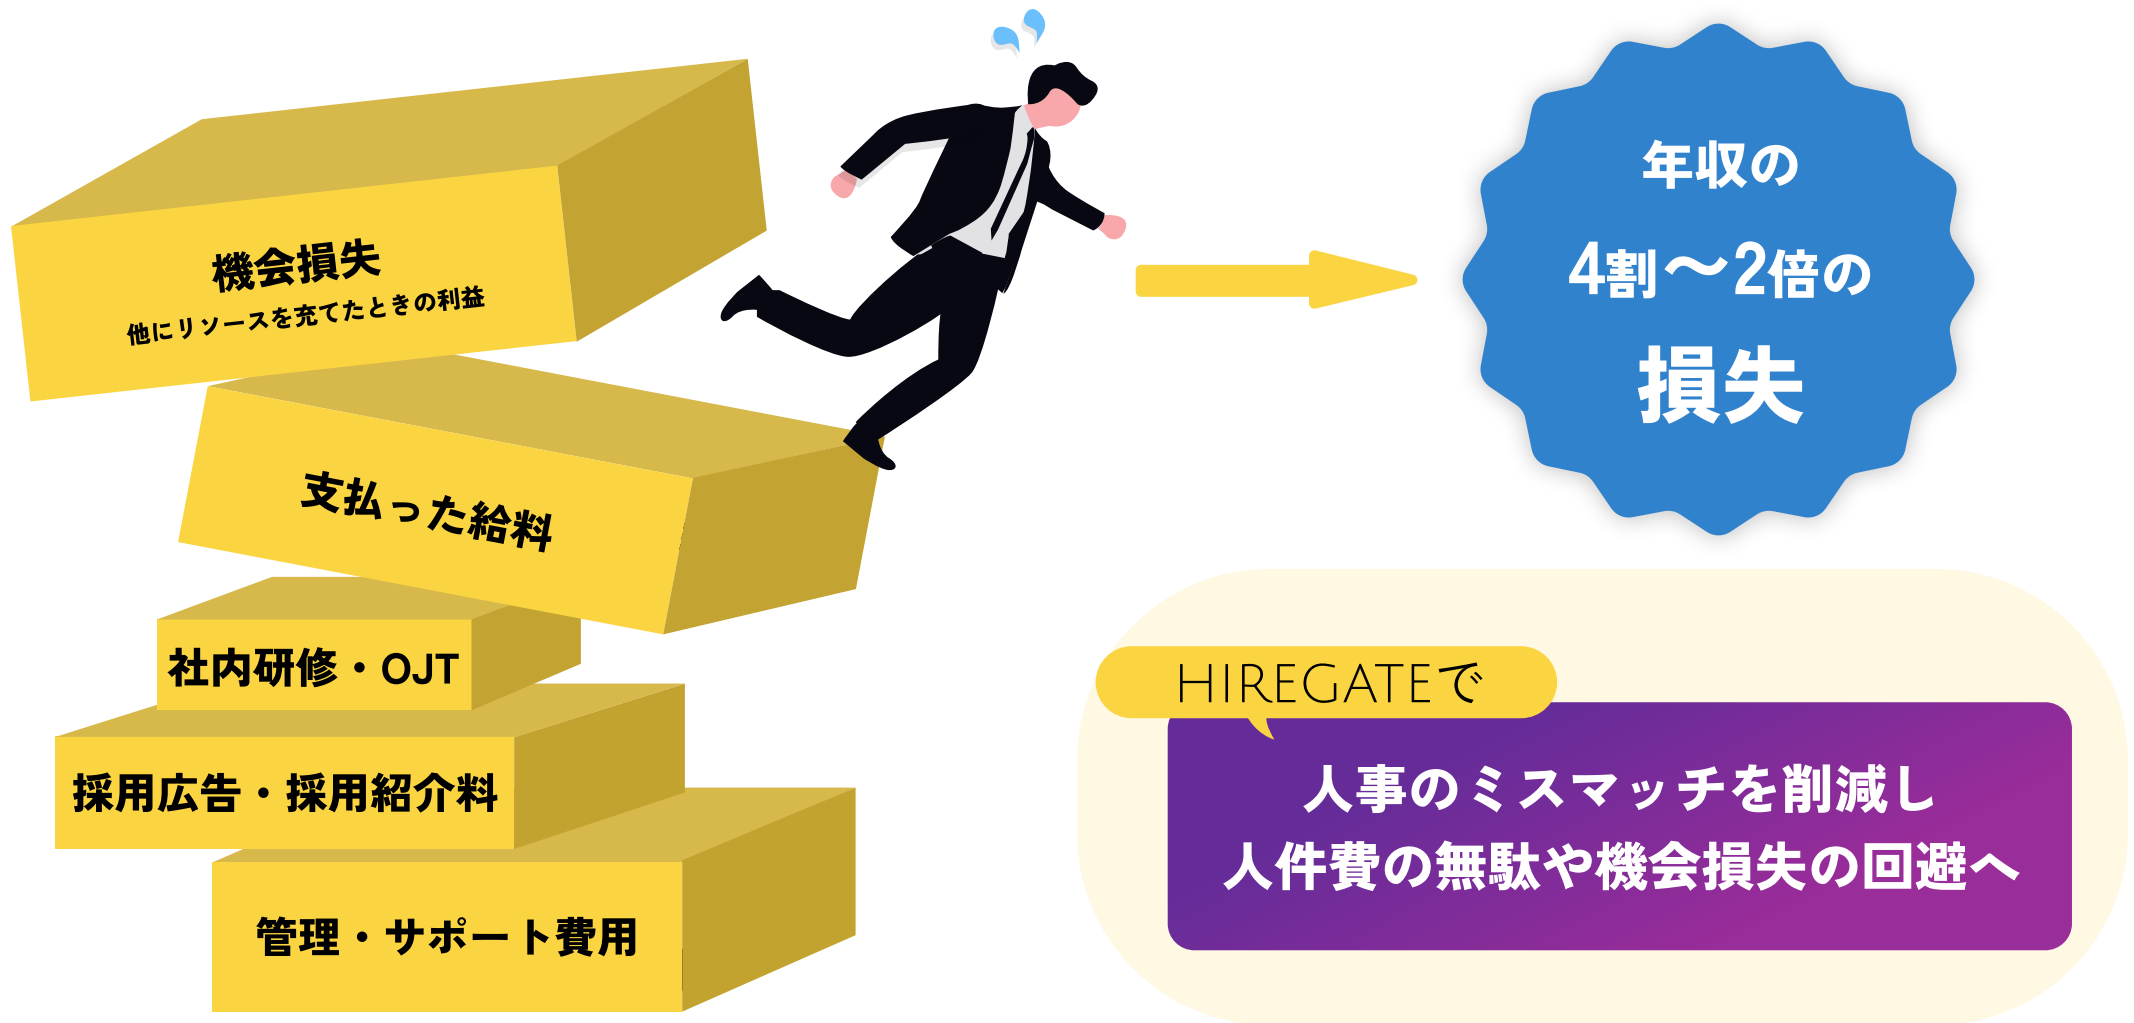 機会損失
他にリソースを充てたときの利益
支払った給料
社内研修・OJT
採用広告・採用紹介料
管理・サポート費用
年収の
4割〜2倍の
損失
HIREGATEで
人事のミスマッチを削減し
人件費の無駄や機会損失の回避へ